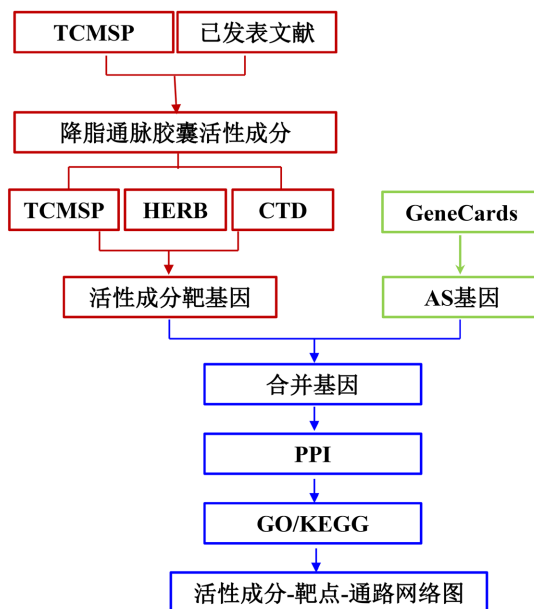 TCMSP
已发表文献
降脂通脉胶囊活性成分
TCMSP
HERB
CTD
GeneCards
活性成分靶基因
AS基因
合并基因
PPI
GO/KEGG
活性成分-靶点-通路网络图